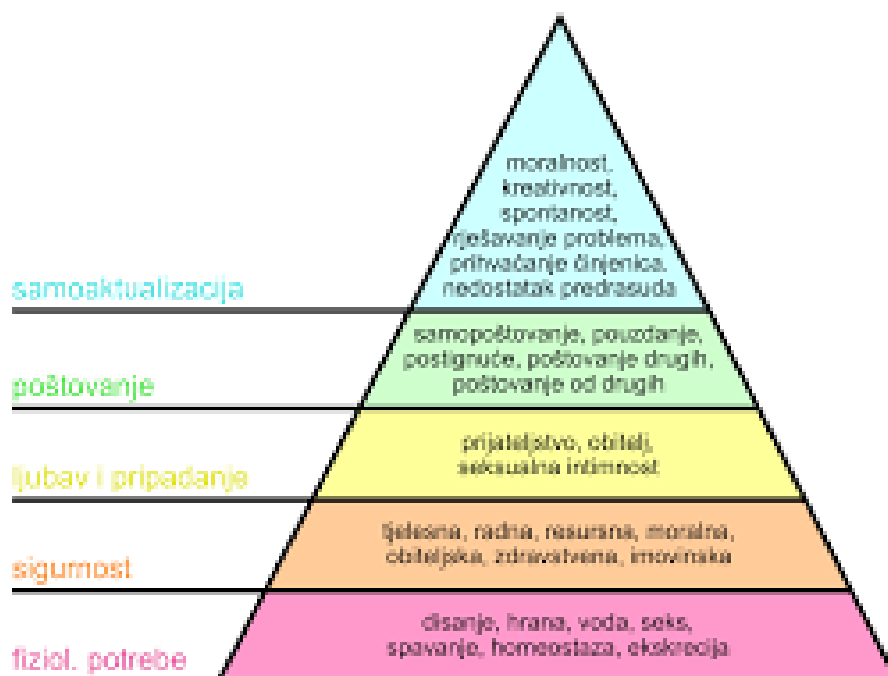 moralnost,
kreativnost,
spontanost,
rješavanje problema,
prihvaćanje činjenica.
nedostatak predrasuda
samoaktualizacija
samopoštovanje, pouzdanje,
postignuće, poštovanje drugih,
poštovanje od drugih
poštovanje
prijateljstvo, obitelj,
seksualna intimnost
ljubav i pripadanje
tjelesna, radna, resursna, moralna,
obiteljska, zdravstvena, imovinska
sigurnost
disanje, hrana, voda, seks,
spavanje, homeostaza, ekskrecija
fiziol. potrebe